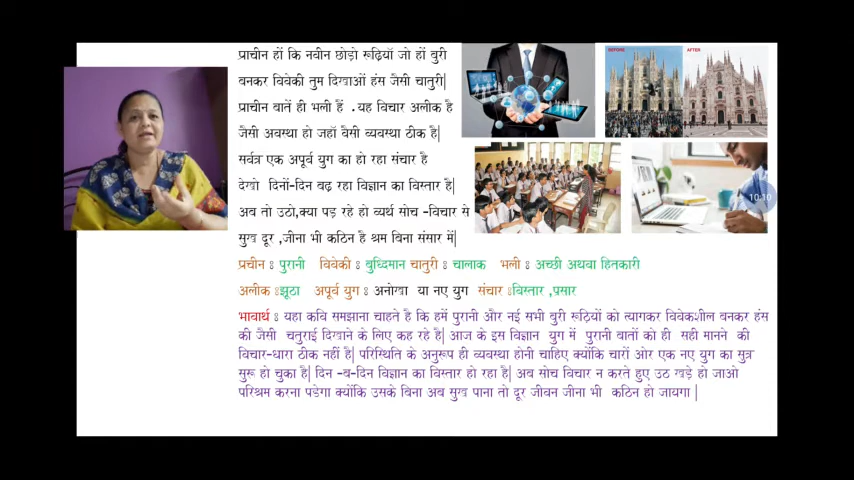 प्राचीन हों कि नवीन छोड़ो रूढ़ियाँ जो हों बुरी
बनकर विवेकी तुम दिखाओं हंस जैसी चातुरी|
प्राचीन बातें ही भली हैं .यह विचार अलीक है
जैसी अवस्था हो जहाँ वैसी व्यवस्था ठीक है|
सर्वत्र एक अपूर्व युग का हो रहा संचार है
देखो दिनों-दिन बढ़ रहा विज्ञान का विस्तार है|
अब तो उठो,क्या पड़ रहे हो व्यर्थ सोच -विचार से
सुख दूर ,जीना भी कठिन है श्रम बिना संसार में|
BEFORE
AFTER
10:10
प्रचीन : पुरानी विवेकी : बुध्दिमान चातुरी : चालाक भली : अच्छी अथवा हितकारी
अलीक :झूठा अपूर्व युग : अनोखा या नए युग संचार :विस्तार ,प्रसार
भावार्थ : यहा कवि समझाना चाहते है कि हमें पुरानी और नई सभी बुरी रूढ़ियों को त्यागकर विवेकशील बनकर हंस
की जैसी चतुराई दिखाने के लिए कह रहे है| आज के इस विज्ञान युग में पुरानी बातों को ही सही मानने की
विचार-धारा ठीक नहीं है| परिस्थिति के अनुरूप ही व्यवस्था होनी चाहिए क्योंकि चारों ओर एक नए युग का सुत्र
सुरू हो चुका है| दिन -ब-दिन विज्ञान का विस्तार हो रहा है| अब सोच विचार न करते हुए उठ खड़े हो जाओ
परिश्रम करना पडेगा क्योंकि उसके बिना अब सुख पाना तो दूर जीवन जीना भी कठिन हो जायगा |